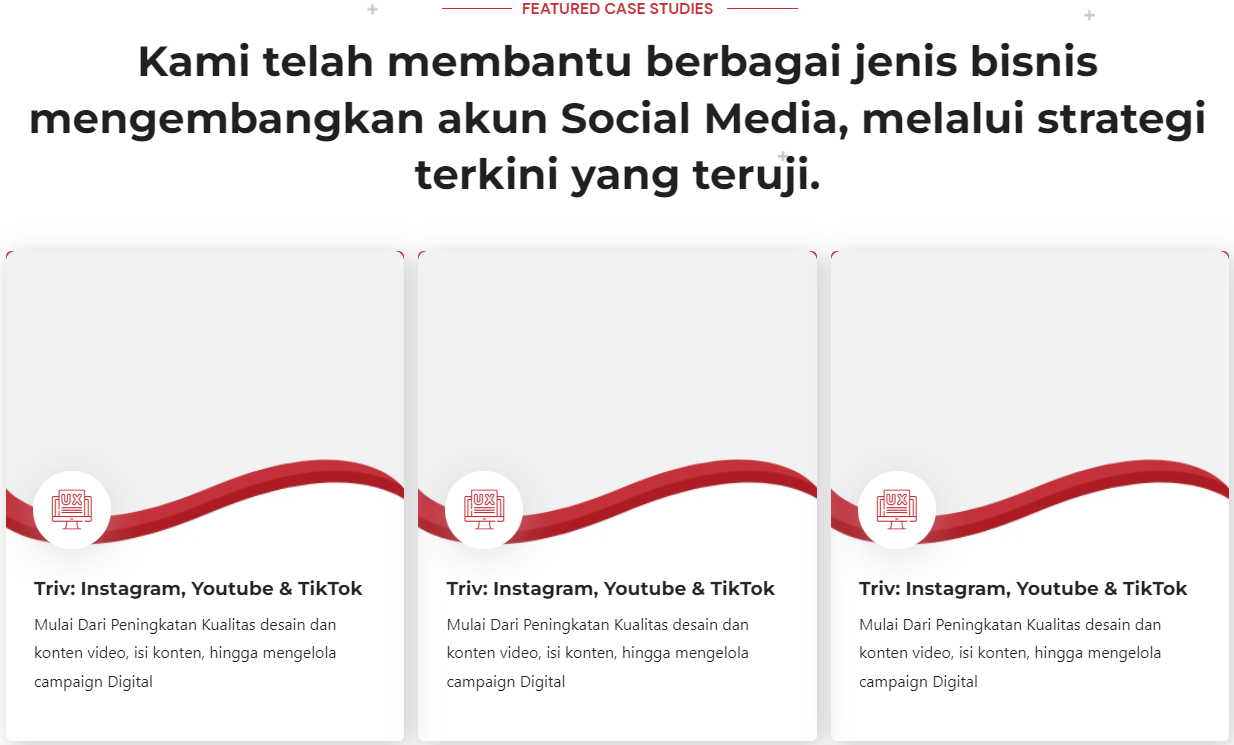 FEATURED CASE STUDIES
Kami telah membantu berbagai jenis bisnis
mengembangkan akun Social Media, melalui strategi
terkini yang teruji.
UX
Triv: Instagram, Youtube & TikTok
Mulai Dari Peningkatan Kualitas desain dan
konten video, isi konten, hingga mengelola
campaign Digital
UX
Triv: Instagram, Youtube & TikTok
Mulai Dari Peningkatan Kualitas desain dan
konten video, isi konten, hingga mengelola
campaign Digital
UX
Triv: Instagram, Youtube & TikTok
Mulai Dari Peningkatan Kualitas desain dan
konten video, isi konten, hingga mengelola
campaign Digital